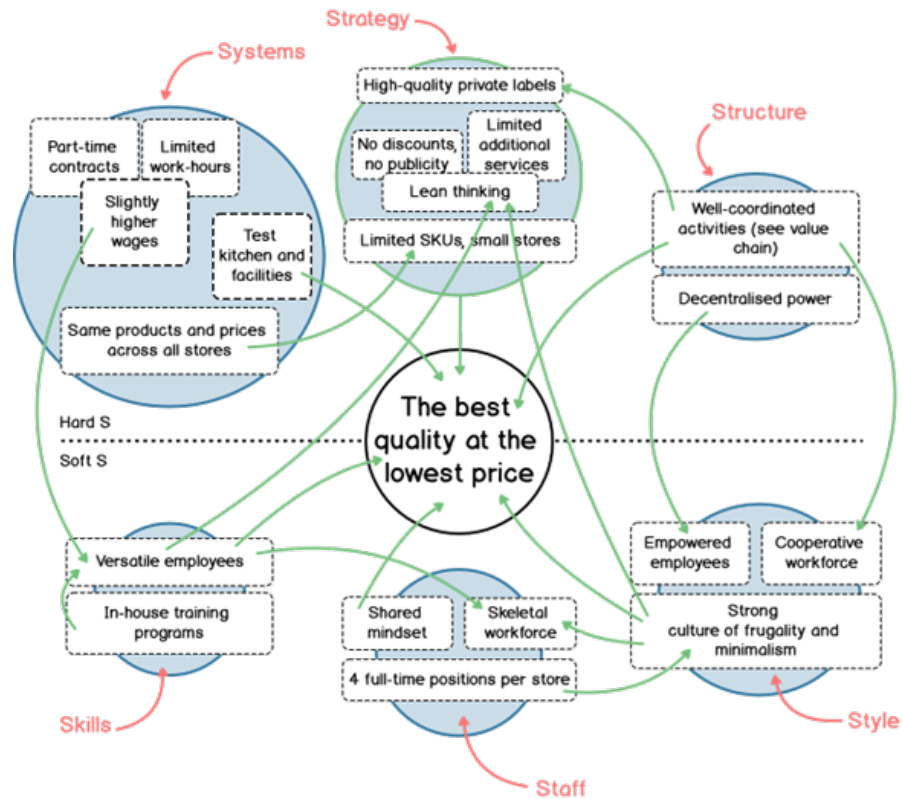 Strategy
Systems
Structure
High-quality private labels
No discounts,
no publicity
Limited
additional
services
Lean thinking
Limited SKUs, small stores
Part-time
contracts
Limited
work-hours
Slightly
higher
wages
Test
kitchen and
facilities
Same products and prices
across all stores
Well-coordinated
activities (see value
chain)
Decentralised power
The best
quality at the
lowest price
Hard S
Soft S
Versatile employees
In-house training
programs
Shared
mindset
Skeletal
workforce
4 full-time positions per store
Empowered
employees
Cooperative
workforce
Strong
culture of frugality and
minimalism
Skills
Staff
Style